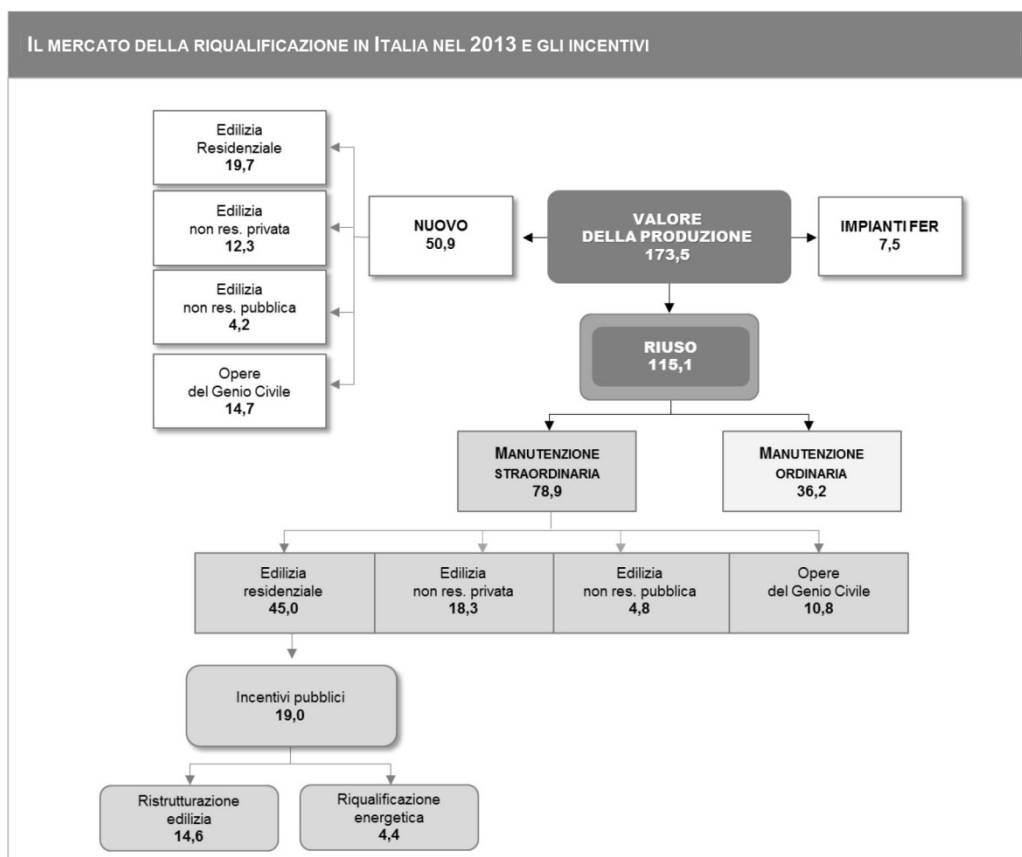 IL MERCATO DELLA RIQUALIFICAZIONE IN ITALIA NEL 2013 E GLI INCENTIVI
Edilizia
Residenziale
19,7
Edilizia
non res. privata
12,3
Edilizia
non res. pubblica
4,2
Opere
del Genio Civile
14,7
NUOVO
50,9
VALORE
DELLA PRODUZIONE
173,5
IMPIANTI FER
7,5
RIUSO
115,1
MANUTENZIONE
STRAORDINARIA
78,9
MANUTENZIONE
ORDINARIA
36,2
Edilizia
residenziale
45,0
Edilizia
non res. privata
18,3
Edilizia
non res. pubblica
4,8
Opere
del Genio Civile
10,8
Incentivi pubblici
19,0
Ristrutturazione
edilizia
14,6
Riqualificazione
energetica
4,4